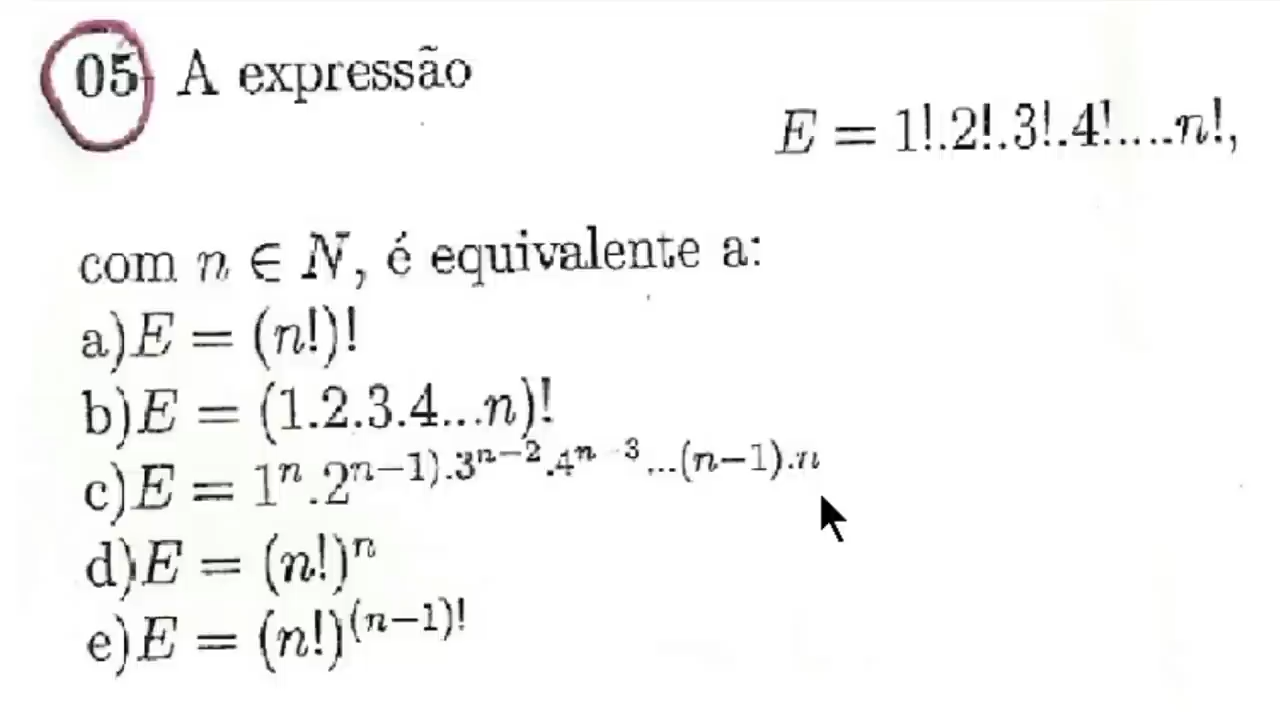 05 A expressão
E = 1!.2!.3!.4!.....n!,
com n ∈ N, é equivalente a:
a)E = (n!)!
b)E = (1.2.3.4...n)!
c)E = 1^n.2^{n−1)}.3^{n−2}.4^{n−3}...(n−1).n
d)E = (n!)^n
e)E = (n!)^{(n−1)!}